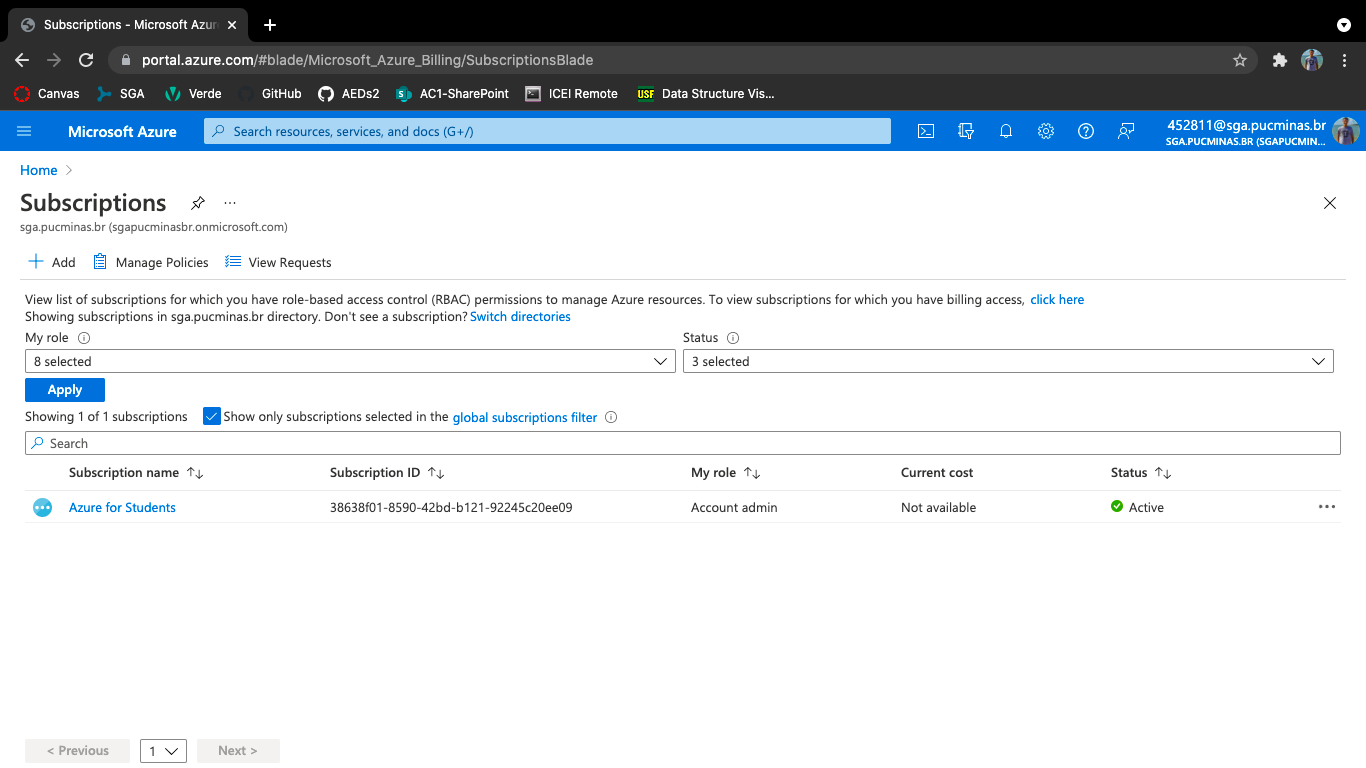 Subscriptions - Microsoft Azur
portal.azure.com/#blade/Microsoft_Azure_Billing/SubscriptionsBlade
Canvas SGA Verde GitHub AEDs2 AC1-SharePoint ICEI Remote USF Data Structure Vis...
Microsoft Azure Search resources, services, and docs (G+/) 452811@sga.pucminas.br
SGA.PUCMINAS.BR (SGAPUCMIN...
Home
Subscriptions
sga.pucminas.br (sgapucminasbr.onmicrosoft.com)
Add Manage Policies View Requests
View list of subscriptions for which you have role-based access control (RBAC) permissions to manage Azure resources. To view subscriptions for which you have billing access, click here
Showing subscriptions in sga.pucminas.br directory. Don't see a subscription? Switch directories
My role Status
8 selected 3 selected
Apply
Showing 1 of 1 subscriptions Show only subscriptions selected in the global subscriptions filter
Search
Subscription name Subscription ID My role Current cost Status
Azure for Students 38638f01-8590-42bd-b121-92245c20ee09 Account admin Not available Active
< Previous 1 Next >